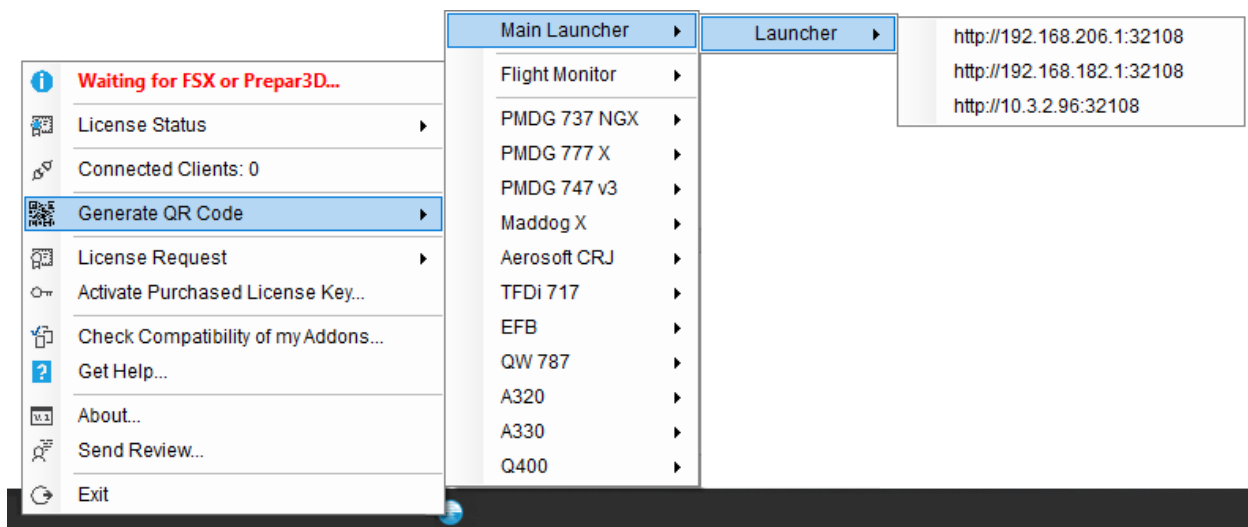 Waiting for FSX or Prepar3D...
License Status
Connected Clients: 0
Generate QR Code
License Request
Activate Purchased License Key...
Check Compatibility of my Addons...
Get Help...
About...
Send Review...
Exit
Main Launcher
Flight Monitor
PMDG 737 NGX
PMDG 777 X
PMDG 747 v3
Maddog X
Aerosoft CRJ
TFDi 717
EFB
QW 787
A320
A330
Q400
Launcher
http://192.168.206.1:32108
http://192.168.182.1:32108
http://10.3.2.96:32108